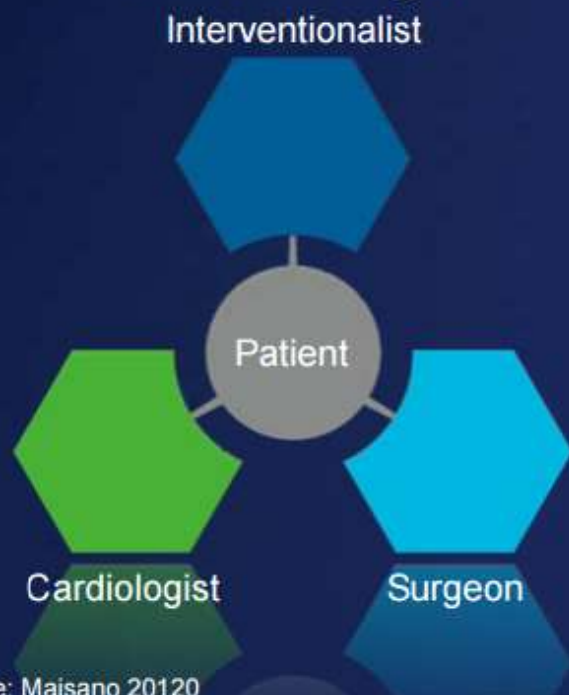 Interventionalist
Patient
Cardiologist
Surgeon
e: Maisano 20120